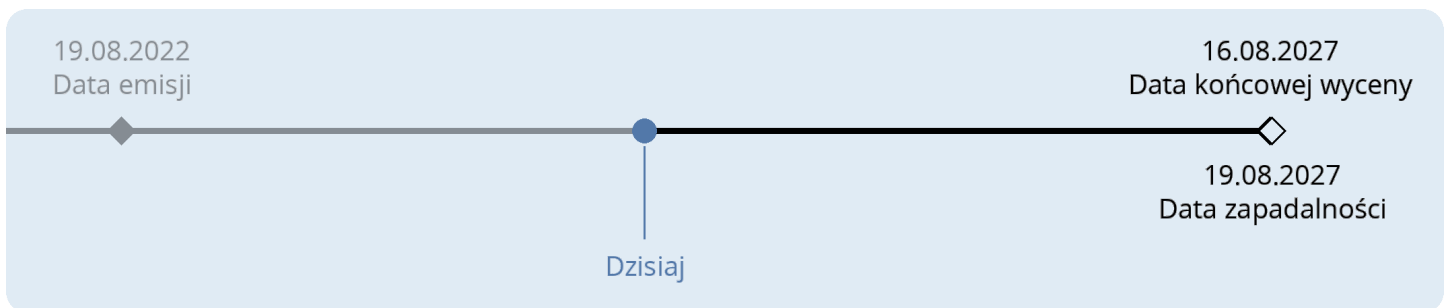 19.08.2022
Data emisji
16.08.2027
Data końcowej wyceny
19.08.2027
Data zapadalności
Dzisiaj